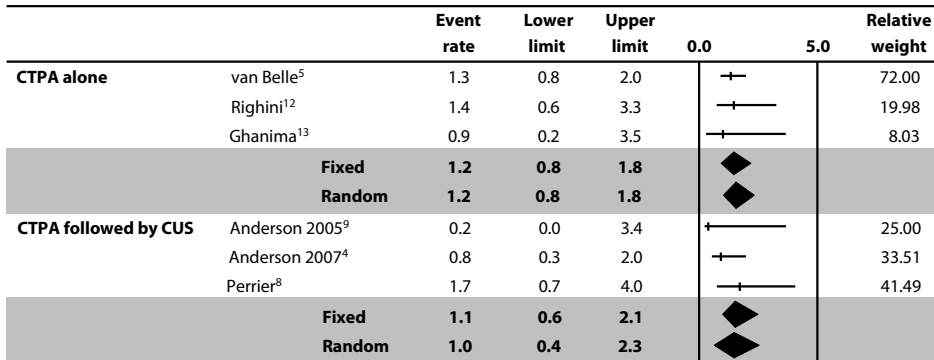 Event Lower Upper Relative
rate limit limit 0.0 5.0 weight
CTPA alone van Belle⁵ 1.3 0.8 2.0 72.00
Righini¹² 1.4 0.6 3.3 19.98
Ghanima¹³ 0.9 0.2 3.5 8.03
Fixed 1.2 0.8 1.8
Random 1.2 0.8 1.8
CTPA followed by CUS Anderson 2005⁹ 0.2 0.0 3.4 25.00
Anderson 2007⁴ 0.8 0.3 2.0 33.51
Perrier⁸ 1.7 0.7 4.0 41.49
Fixed 1.1 0.6 2.1
Random 1.0 0.4 2.3